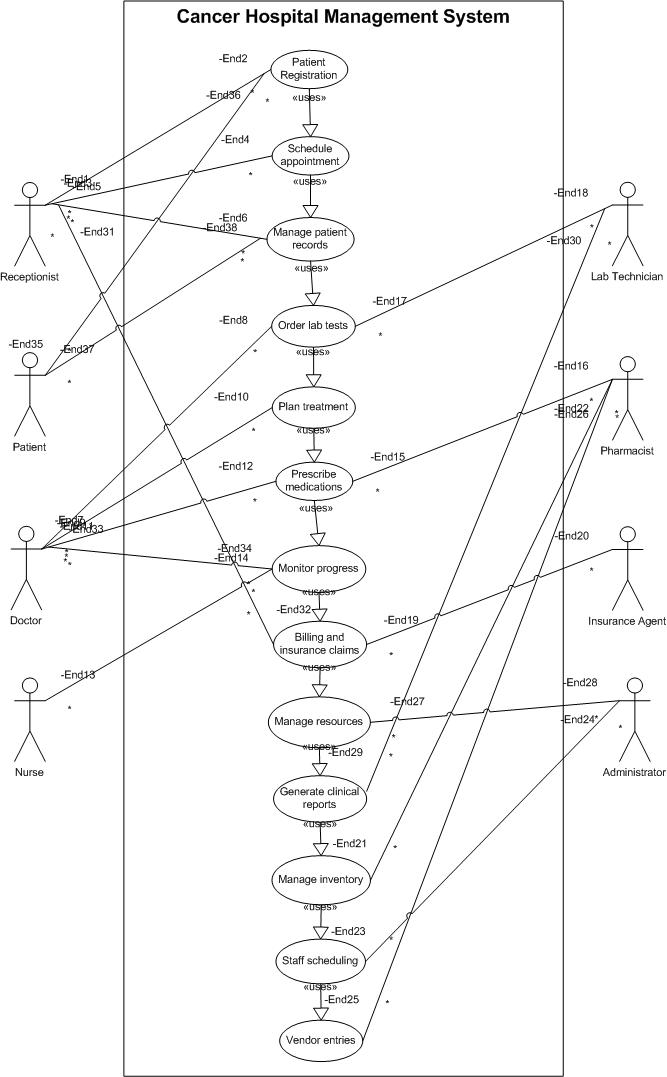 Cancer Hospital Management System
-End2
Patient
Registration
-End36
*
*
«uses»
-End4
Schedule
appointment
«uses»
*
-End1
-End5
-End18
-End6
-End31
-End38
Manage patient
records
-End30
*
*
*
*
*
*
*
*
Receptionist
«uses»
Lab Technician
-End17
-End8
Order lab tests
-End35
-End37
*
*
«uses»
-End16
*
-End10
Plan treatment
*
*
*
-End22
-End26
Patient
*
«uses»
Pharmacist
-End15
-End12
Prescribe
medications
*
*
«uses»
-End7
-End11
-End33
-End20
-End34
-End14
*
*
*
*
Monitor progress
*
*
*
«uses»
Doctor
-End32
*
-End19
Insurance Agent
Billing and
insurance claims
*
«uses»
-End13
-End28
*
-End27
Manage resources
-End24
*
*
*
«uses»
-End29
*
Nurse
Administrator
Generate clinical
reports
«uses»
-End21
*
Manage inventory
«uses»
-End23
*
Staff scheduling
«uses»
-End25
*
Vendor entries